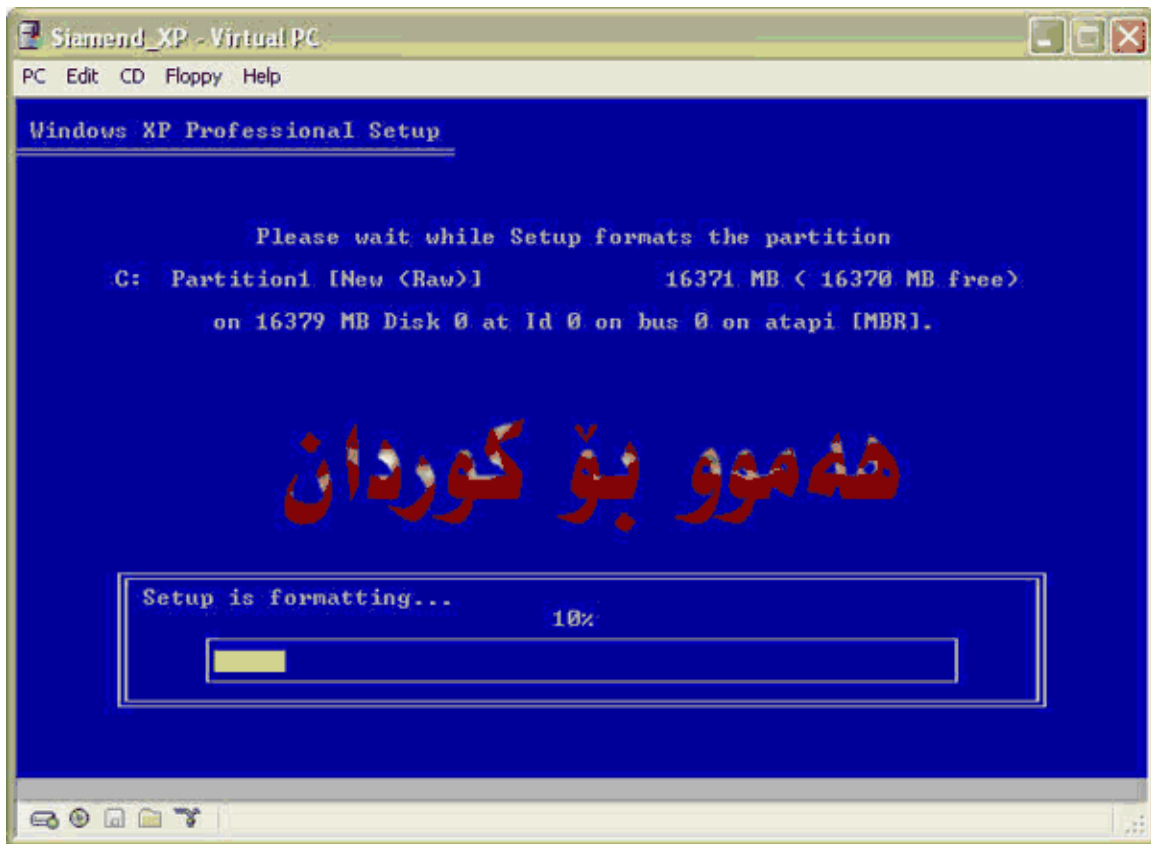 Siamend_XP - Virtual PC
PC Edit CD Floppy Help
Windows XP Professional Setup
Please wait while Setup formats the partition
C: Partition1 [New (Raw)] 16371 MB ( 16370 MB free)
on 16379 MB Disk 0 at Id 0 on bus 0 on atapi [MBR].
هەموو بۆ کوردان
Setup is formatting...
10%